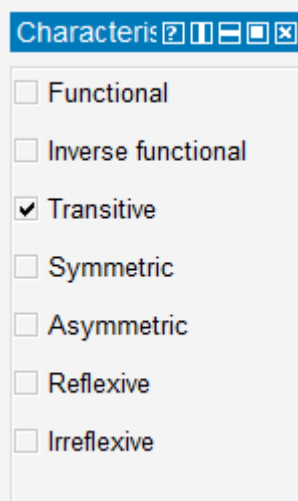 Characteris
Functional
Inverse functional
Transitive
Symmetric
Asymmetric
Reflexive
Irreflexive